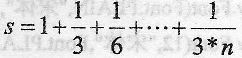 s = 1 + 1/3 + 1/6 + ⋯ + 1/(3*n)